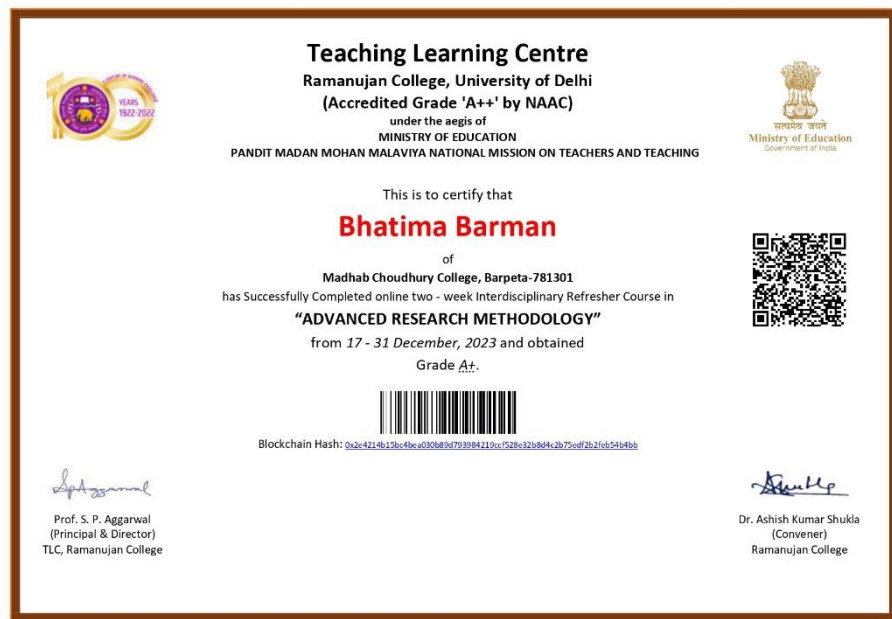 Teaching Learning Centre
Ramanujan College, University of Delhi
(Accredited Grade 'A++' by NAAC)
under the aegis of
MINISTRY OF EDUCATION
PANDIT MADAN MOHAN MALAVIYA NATIONAL MISSION ON TEACHERS AND TEACHING
100
YEARS
1922-2022
सत्यमेव जयते
Ministry of Education
Government of India
This is to certify that
Bhatima Barman
of
Madhab Choudhury College, Barpeta-781301
has Successfully Completed online two - week Interdisciplinary Refresher Course in
“ADVANCED RESEARCH METHODOLOGY”
from 17 - 31 December, 2023 and obtained
Grade A+.
Blockchain Hash:
Prof. S. P. Aggarwal
(Principal & Director)
TLC, Ramanujan College
Dr. Ashish Kumar Shukla
(Convener)
Ramanujan College